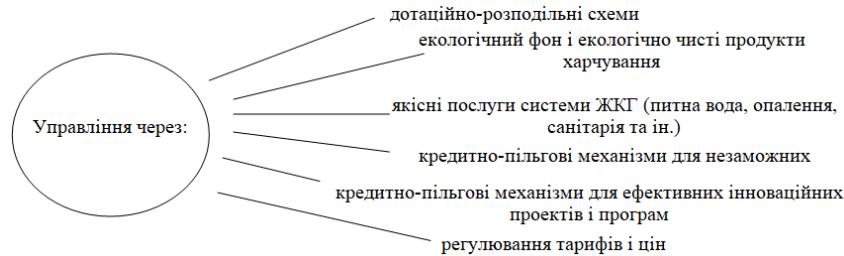 дотаційно-розподільні схеми
екологічний фон і екологічно чисті продукти
харчування
Управління через:
якісні послуги системи ЖКГ (питна вода, опалення,
санітарія та ін.)
кредитно-пільгові механізми для незаможних
кредитно-пільгові механізми для ефективних інноваційних
проектів і програм
регулювання тарифів і цін